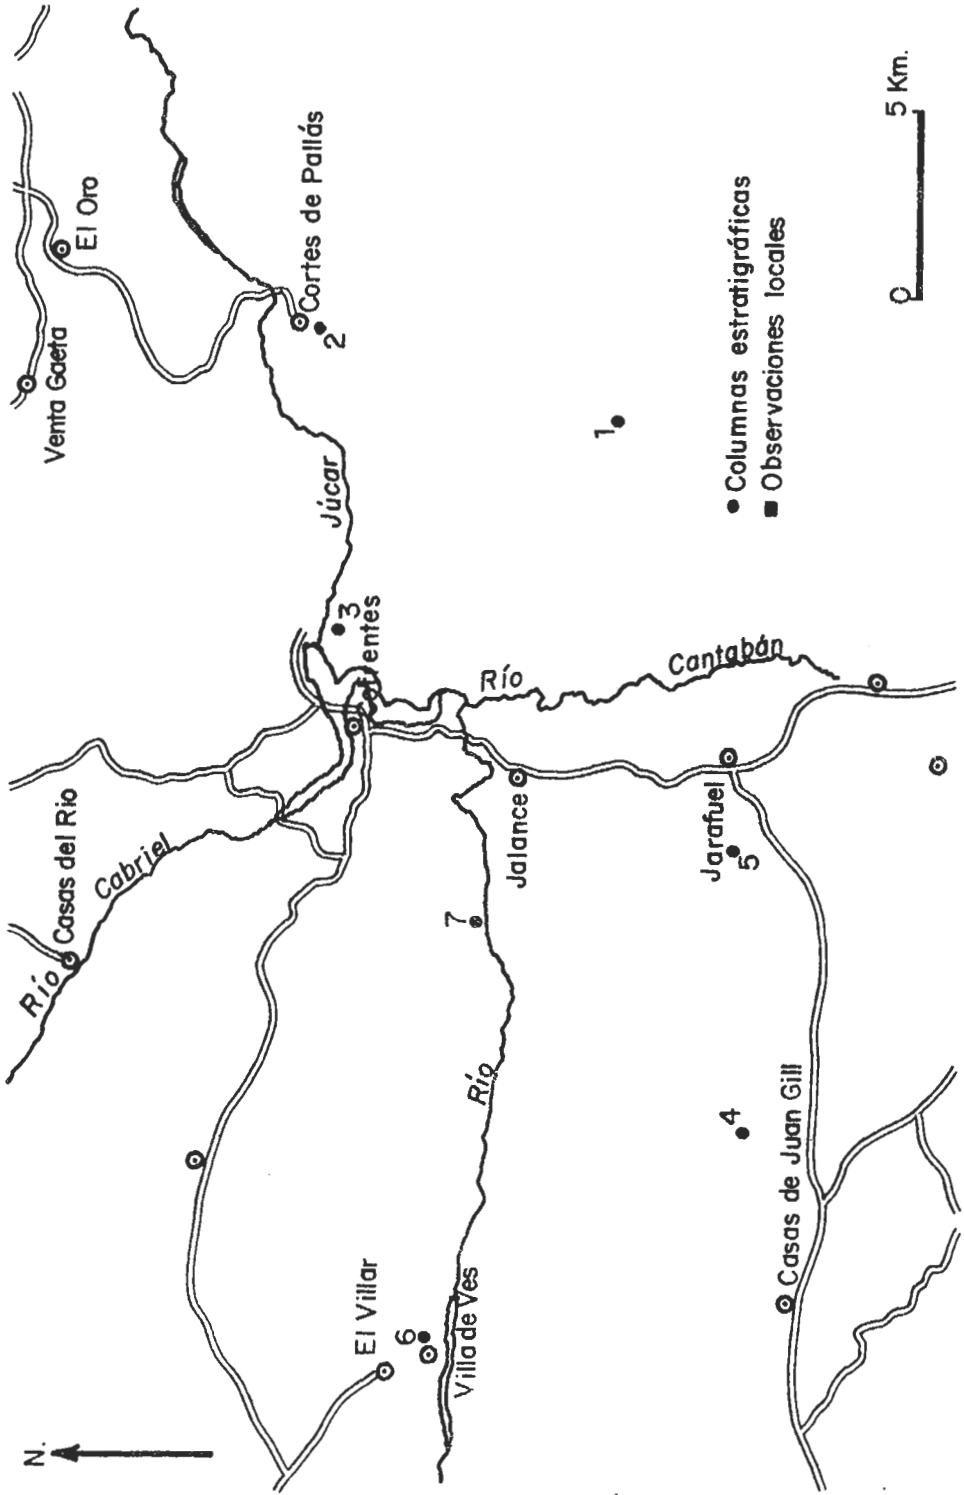 N.
Río Cabriel
Casas del Rio
Venta Gaeta
El Oro
Cortes de Pallás
2
Júcar
3
frentes
El Villar
6
Villa de Ves
Río
7
Jalance
Río Cantabán
1
4
5
Jarafuel
Casas de Juan Gill
Columnas estratigráficas
Observaciones locales
0 5 Km.